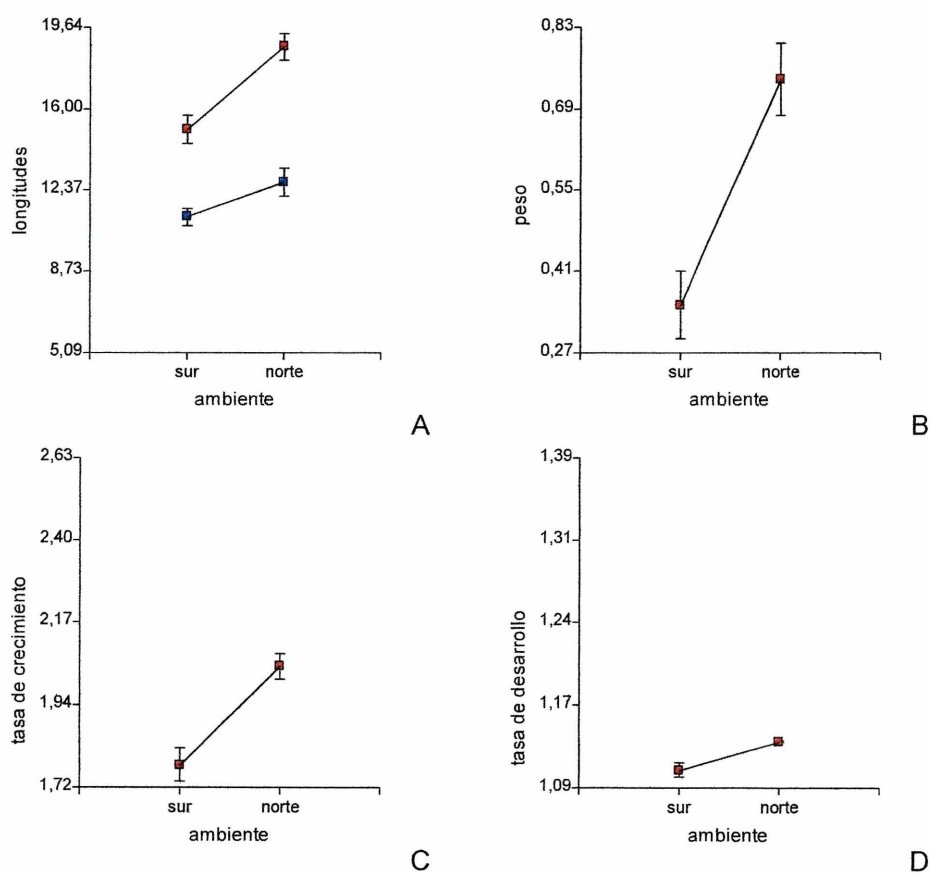 19,64
16,00
12,37
8,73
5,09
longitudes
sur
norte
ambiente
A
0,83
0,69
0,55
0,41
0,27
peso
sur
norte
ambiente
B
2,63
2,40
2,17
1,94
1,72
tasa de crecimiento
sur
norte
ambiente
C
1,39
1,31
1,24
1,17
1,09
tasa de desarrollo
sur
norte
ambiente
D